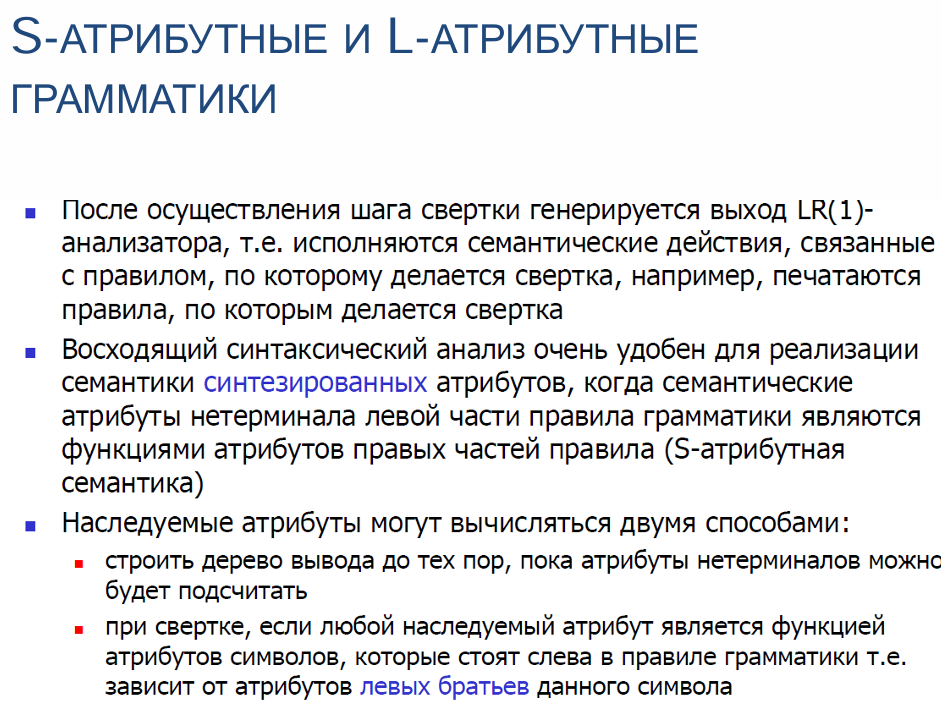 S-АТРИБУТНЫЕ И L-АТРИБУТНЫЕ
ГРАММАТИКИ
После осуществления шага свертки генерируется выход LR(1)-
анализатора, т.е. исполняются семантические действия, связанные
с правилом, по которому делается свертка, например, печатаются
правила, по которым делается свертка
Восходящий синтаксический анализ очень удобен для реализации
семантики синтезированных атрибутов, когда семантические
атрибуты нетерминала левой части правила грамматики являются
функциями атрибутов правых частей правила (S-атрибутная
семантика)
Наследуемые атрибуты могут вычисляться двумя способами:
строить дерево вывода до тех пор, пока атрибуты нетерминалов можно
будет подсчитать
при свертке, если любой наследуемый атрибут является функцией
атрибутов символов, которые стоят слева в правиле грамматики т.е.
зависит от атрибутов левых братьев данного символа